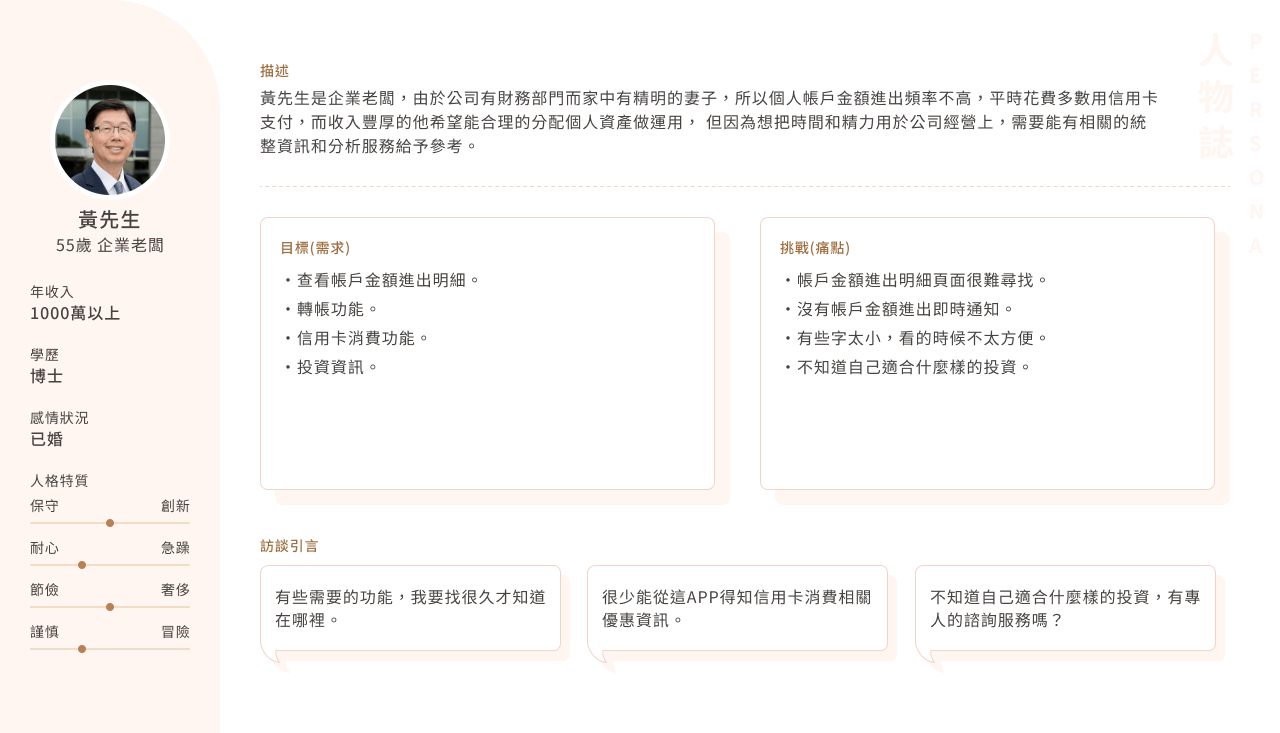 黃先生
55歲 企業老闆
年收入
1000萬以上
學歷
博士
感情狀況
已婚
人格特質
保守 創新
耐心 急躁
節儉 奢侈
謹慎 冒險
人物誌
PERSONA
描述
黃先生是企業老闆，由於公司有財務部門而家中有精明的妻子，所以個人帳戶金額進出頻率不高，平時花費多數用信用卡
支付，而收入豐厚的他希望能合理的分配個人資產做運用， 但因為想把時間和精力用於公司經營上，需要能有相關的統
整資訊和分析服務給予參考。
目標(需求)
・查看帳戶金額進出明細。
・轉帳功能。
・信用卡消費功能。
・投資資訊。
挑戰(痛點)
・帳戶金額進出明細頁面很難尋找。
・沒有帳戶金額進出即時通知。
・有些字太小，看的時候不太方便。
・不知道自己適合什麼樣的投資。
訪談引言
有些需要的功能，我要找很久才知道
在哪裡。
很少能從這APP得知信用卡消費相關
優惠資訊。
不知道自己適合什麼樣的投資，有專
人的諮詢服務嗎？